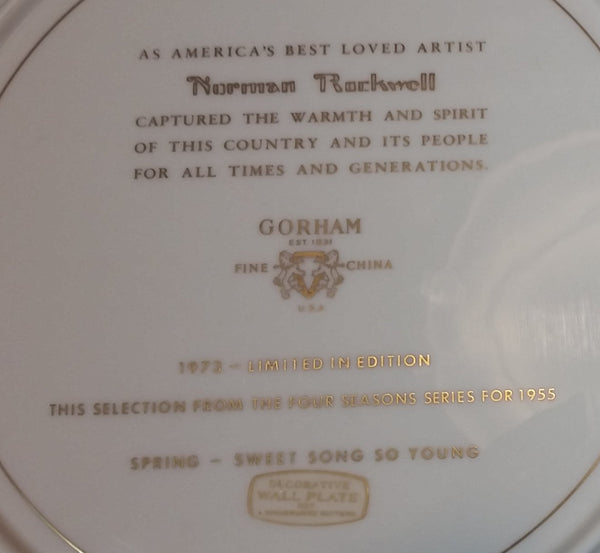 AS AMERICA'S BEST LOVED ARTIST
Norman Rockwell
CAPTURED THE WARMTH AND SPIRIT
OF THIS COUNTRY AND ITS PEOPLE
FOR ALL TIMES AND GENERATIONS.
GORHAM
EST. 1831
FINE CHINA
U.S.A
1973 - LIMITED IN EDITION
THIS SELECTION FROM THE FOUR SEASONS SERIES FOR 1955
SPRING - SWEET SONG SO YOUNG
DECORATIVE
WALL PLATE